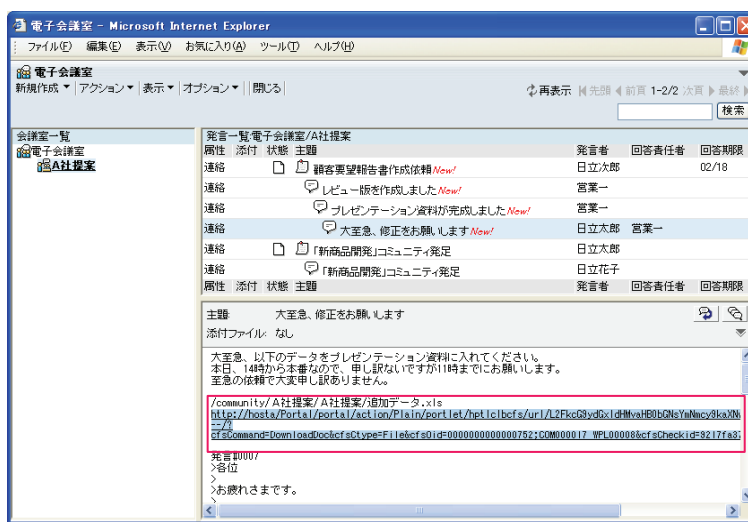 電子会議室 - Microsoft Internet Explorer
ファイル(F) 編集(E) 表示(V) お気に入り(A) ツール(T) ヘルプ(H)
電子会議室
新規作成 アクション 表示 オプション 閉じる
再表示 先頭 前頁 1-2/2 次頁 最終
検索
会議室一覧
電子会議室
A社提案
発言一覧:電子会議室/A社提案
属性 添付 状態 主題 発言者 回答責任者 回答期限
連絡 顧客要望報告書作成依頼 New! 日立次郎 02/18
連絡 レビュー版を作成しました New! 営業一
連絡 プレゼンテーション資料が完成しました New! 営業一
連絡 大至急、修正をお願いします New! 日立太郎 営業一
連絡 「新商品開発」コミュニティ発足 日立太郎
連絡 「新商品開発」コミュニティ発足 日立花子
属性 添付 状態 主題 発言者 回答責任者 回答期限
主題: 大至急、修正をお願いします
添付ファイル: なし
大至急、以下のデータをプレゼンテーション資料に入れてください。
本日、14時から本番なので、申し訳ないですが11時までにお願いします。
至急の依頼で大変申し訳ありません。
/community/A社提案/A社提案/追加データ.xls
--/?
>各位
>
>お疲れさまです。
>